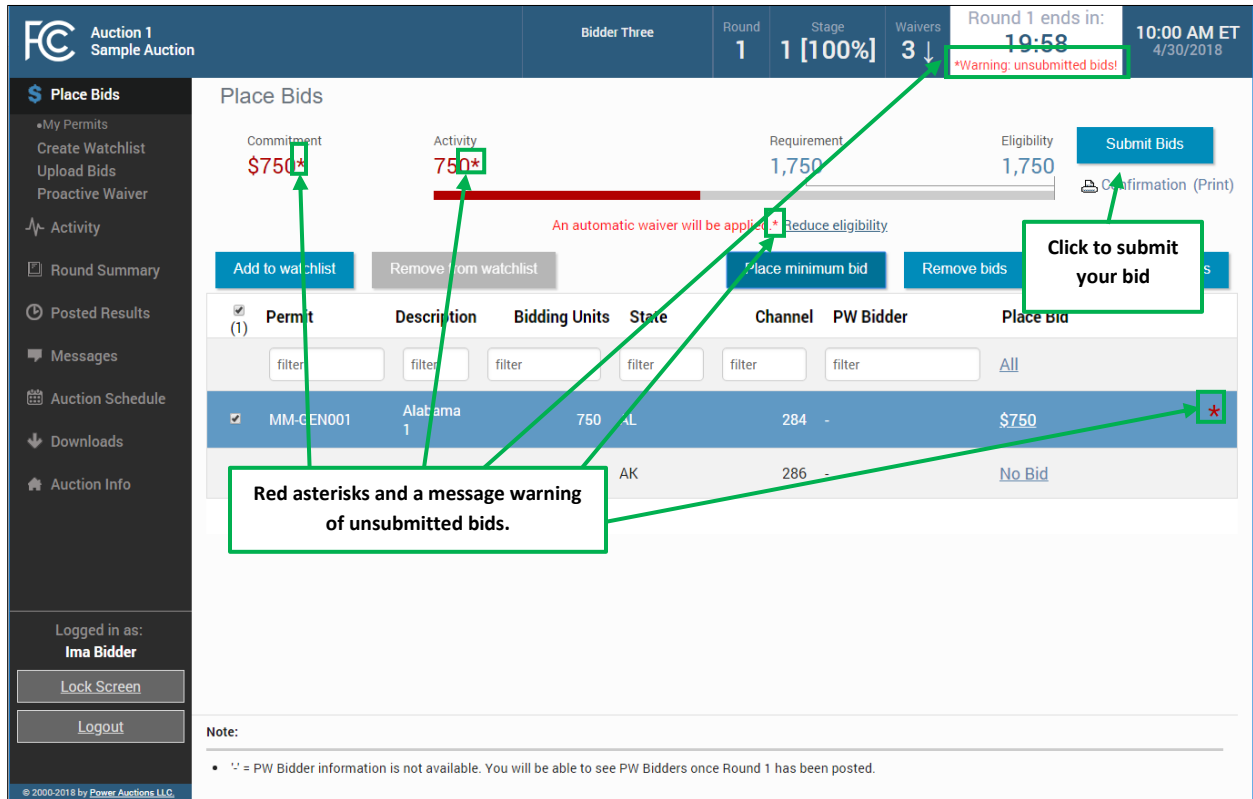 FCC
Auction 1
Sample Auction
Bidder Three
Round
1
Stage
1 [100%]
Waivers
3 ↓
Round 1 ends in:
19:58
*Warning: unsubmitted bids!
10:00 AM ET
4/30/2018
$ Place Bids
•My Permits
Create Watchlist
Upload Bids
Proactive Waiver
Activity
Round Summary
Posted Results
Messages
Auction Schedule
Downloads
Auction Info
Logged in as:
Ima Bidder
Lock Screen
Logout
© 2000-2018 by Power Auctions LLC.
Place Bids
Commitment
$750*
Activity
750*
Requirement
1,750
Eligibility
1,750
Submit Bids
Confirmation (Print)
An automatic waiver will be applied.* Reduce eligibility
Click to submit
your bid
Add to watchlist Remove from watchlist Place minimum bid Remove bids
(1) Permit Description Bidding Units State Channel PW Bidder Place Bid
filter filter filter filter filter filter All
MM-GEN001 Alabama 750 AL 284 - $750 *
1
AK 286 - No Bid
Red asterisks and a message warning
of unsubmitted bids.
Note:
• '-' = PW Bidder information is not available. You will be able to see PW Bidders once Round 1 has been posted.